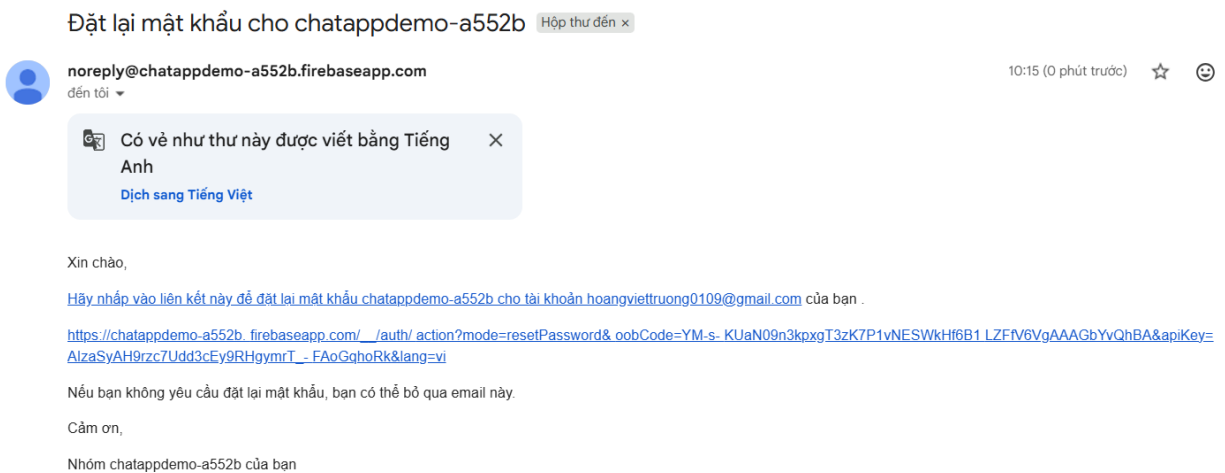 Đặt lại mật khẩu cho chatappdemo-a552b Hộp thư đến ×
noreply@chatappdemo-a552b.firebaseapp.com 10:15 (0 phút trước)
đến tôi
Có vẻ như thư này được viết bằng Tiếng
Anh
Dịch sang Tiếng Việt
Xin chào,
Hãy nhấp vào liên kết này để đặt lại mật khẩu chatappdemo-a552b cho tài khoản hoangviettruong0109@gmail.com của bạn .
https://chatappdemo-a552b. firebaseapp.com/__/auth/ action?mode=resetPassword& oobCode=YM-s- KUaN09n3kpxgT3zK7P1vNESWkHf6B1 LZFfV6VgAAAGbYvQhBA&apiKey=
AIzaSyAH9rzc7Udd3cEy9RHgymrT_- FAoGqhoRk&lang=vi
Nếu bạn không yêu cầu đặt lại mật khẩu, bạn có thể bỏ qua email này.
Cảm ơn,
Nhóm chatappdemo-a552b của bạn